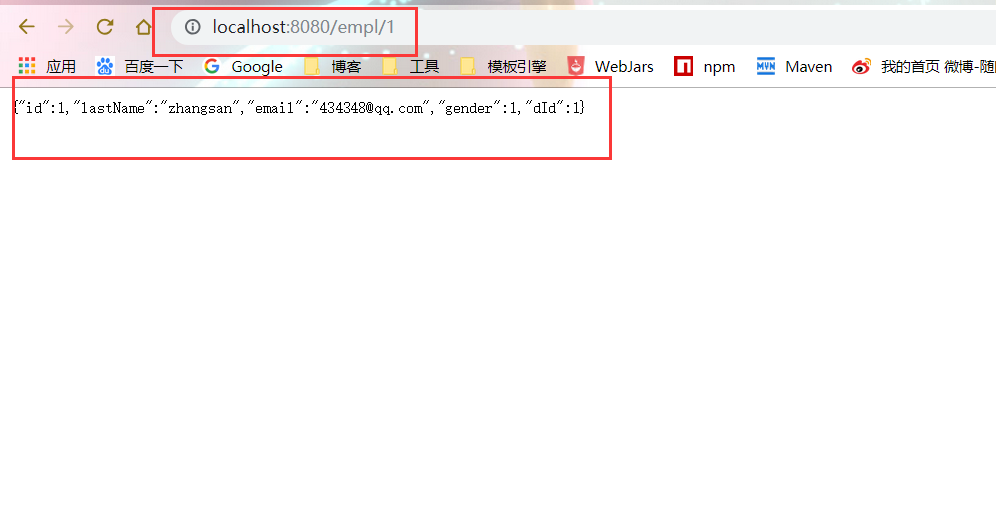 localhost:8080/empl/1
应用 百度一下 Google 博客 工具 模板引擎 WebJars npm MVN Maven 我的首页 微博-随
{"id":1,"lastName":"zhangsan","email":"434348@qq.com","gender":1,"dId":1}